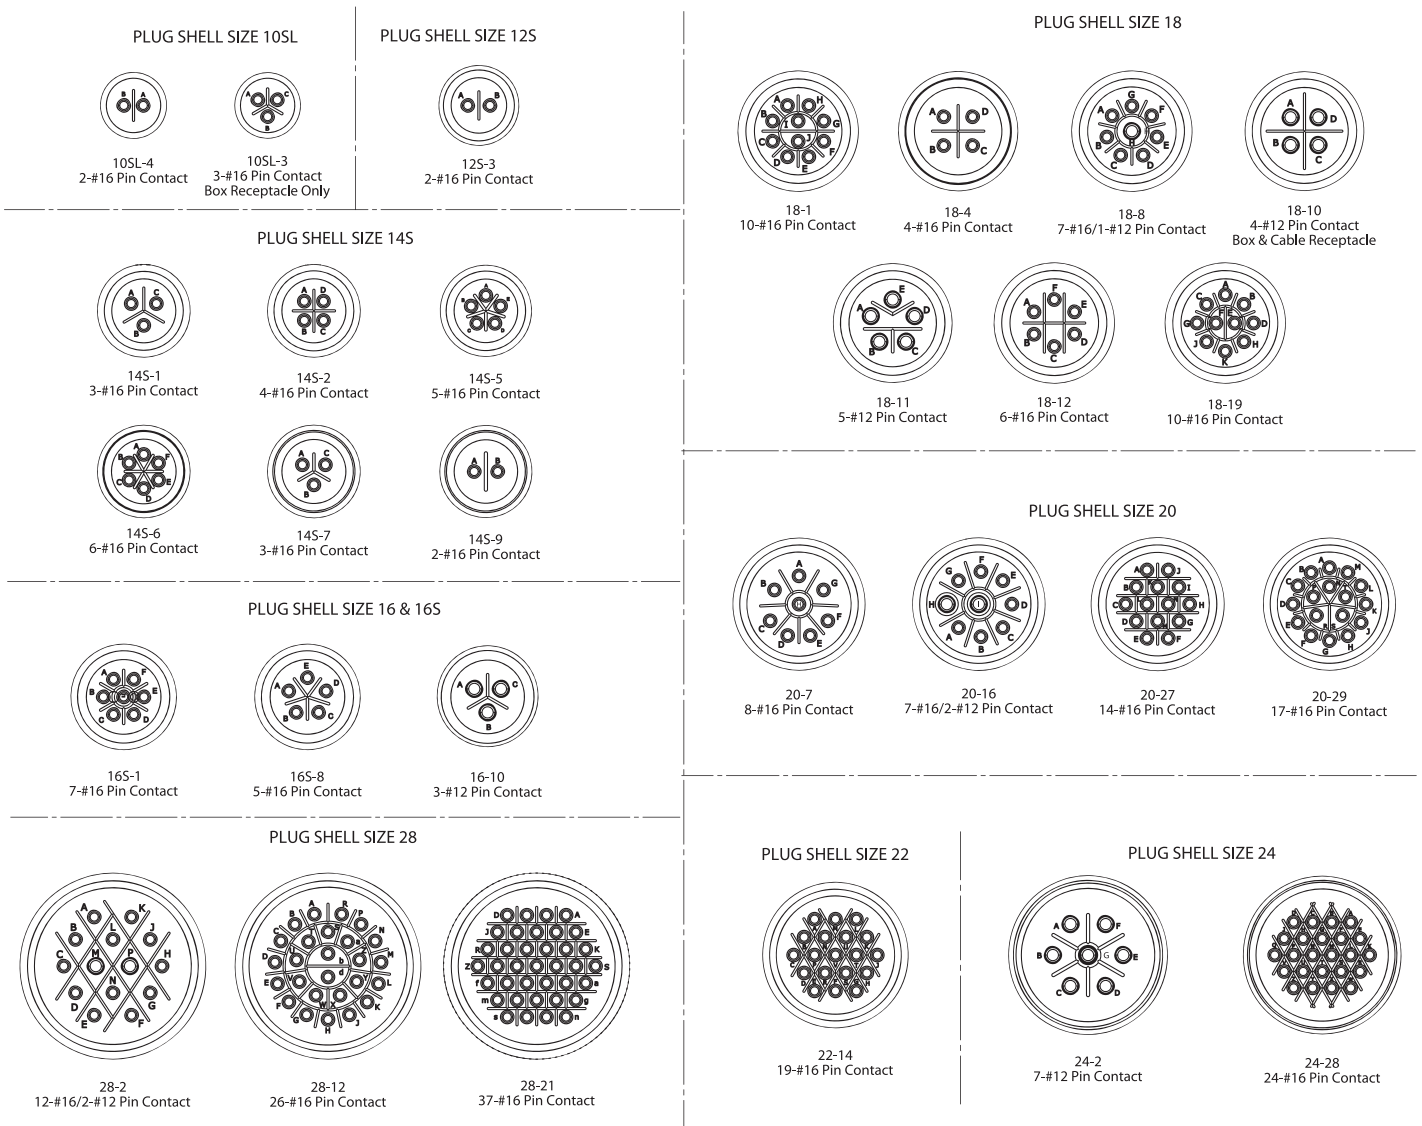 PLUG SHELL SIZE 10SL
B A
10SL-4
2-#16 Pin Contact
A C
B
10SL-3
3-#16 Pin Contact
Box Receptacle Only
PLUG SHELL SIZE 12S
A B
12S-3
2-#16 Pin Contact
PLUG SHELL SIZE 14S
A C
B
14S-1
3-#16 Pin Contact
A D
B C
14S-2
4-#16 Pin Contact
A
B E
C D
14S-5
5-#16 Pin Contact
A
B F
C E
D
14S-6
6-#16 Pin Contact
A C
B
14S-7
3-#16 Pin Contact
A B
14S-9
2-#16 Pin Contact
PLUG SHELL SIZE 16 & 16S
A F
B E
C D
16S-1
7-#16 Pin Contact
E
A D
B C
16S-8
5-#16 Pin Contact
A C
B
16-10
3-#12 Pin Contact
PLUG SHELL SIZE 28
A K
B L J
C M P H
N
D G
E F
28-2
12-#16/2-#12 Pin Contact
A R
B P
C N
D M
E L
F K
G J
H
b
d
W X
28-12
26-#16 Pin Contact
D A
J E
R K
Z S
f a
m g
s n
28-21
37-#16 Pin Contact
PLUG SHELL SIZE 18
A H
B I G
C J F
D E
18-1
10-#16 Pin Contact
A D
B C
18-4
4-#16 Pin Contact
G
A F
H
B E
C D
18-8
7-#16/1-#12 Pin Contact
A D
B C
18-10
4-#12 Pin Contact
Box & Cable Receptacle
E
A D
B C
18-11
5-#12 Pin Contact
F
A E
B D
C
18-12
6-#16 Pin Contact
A
C B
G F E D
J H
K
18-19
10-#16 Pin Contact
PLUG SHELL SIZE 20
A
B G
H
C F
D E
20-7
8-#16 Pin Contact
F
G E
H I D
A C
B
20-16
7-#16/2-#12 Pin Contact
A J
B I
C H
D G
E F
20-27
14-#16 Pin Contact
A
B M
C L
D K
E J
F H
G
R S
20-29
17-#16 Pin Contact
PLUG SHELL SIZE 22
22-14
19-#16 Pin Contact
PLUG SHELL SIZE 24
A F
B G E
C D
24-2
7-#12 Pin Contact
24-28
24-#16 Pin Contact